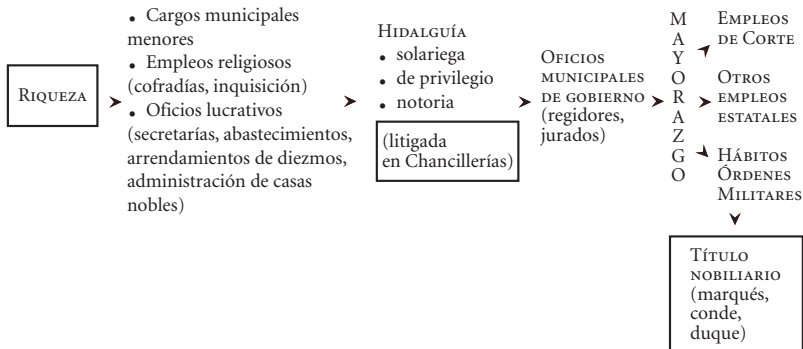 Riqueza
• Cargos municipales
menores
• Empleos religiosos
(cofradías, inquisición)
• Oficios lucrativos
(secretarías, abastecimientos,
arrendamientos de diezmos,
administración de casas
nobles)
Hidalguía
• solariega
• de privilegio
• notoria
(litigada
en Chancillerías)
Oficios
municipales
de gobierno
(regidores,
jurados)
M
A
Y
O
R
A
Z
G
O
Empleos
de Corte
Otros
empleos
estatales
Hábitos
Órdenes
Militares
Título
nobiliario
(marqués,
conde,
duque)